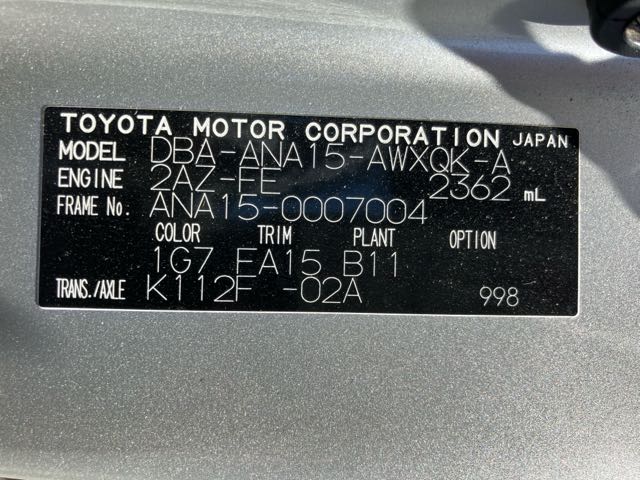 TOYOTA MOTOR CORPORATION JAPAN
MODEL DBA-ANA15-AWXQK-A
ENGINE 2AZ-FE 2362 mL
FRAME No. ANA15-0007004
COLOR TRIM PLANT OPTION
1G7 FA15 B11
TRANS./AXLE K112F -02A 998